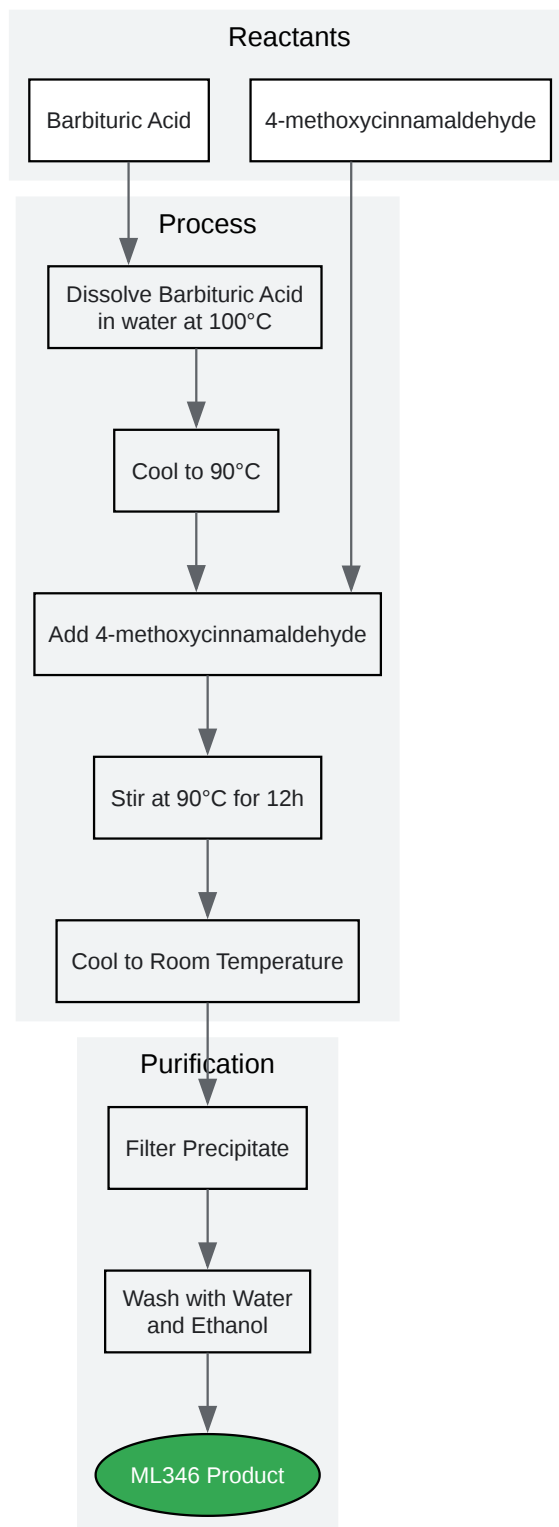 Reactants
Barbituric Acid
4-methoxycinnamaldehyde
Process
Dissolve Barbituric Acid
in water at 100°C
Cool to 90°C
Add 4-methoxycinnamaldehyde
Stir at 90°C for 12h
Cool to Room Temperature
Purification
Filter Precipitate
Wash with Water
and Ethanol
ML346 Product